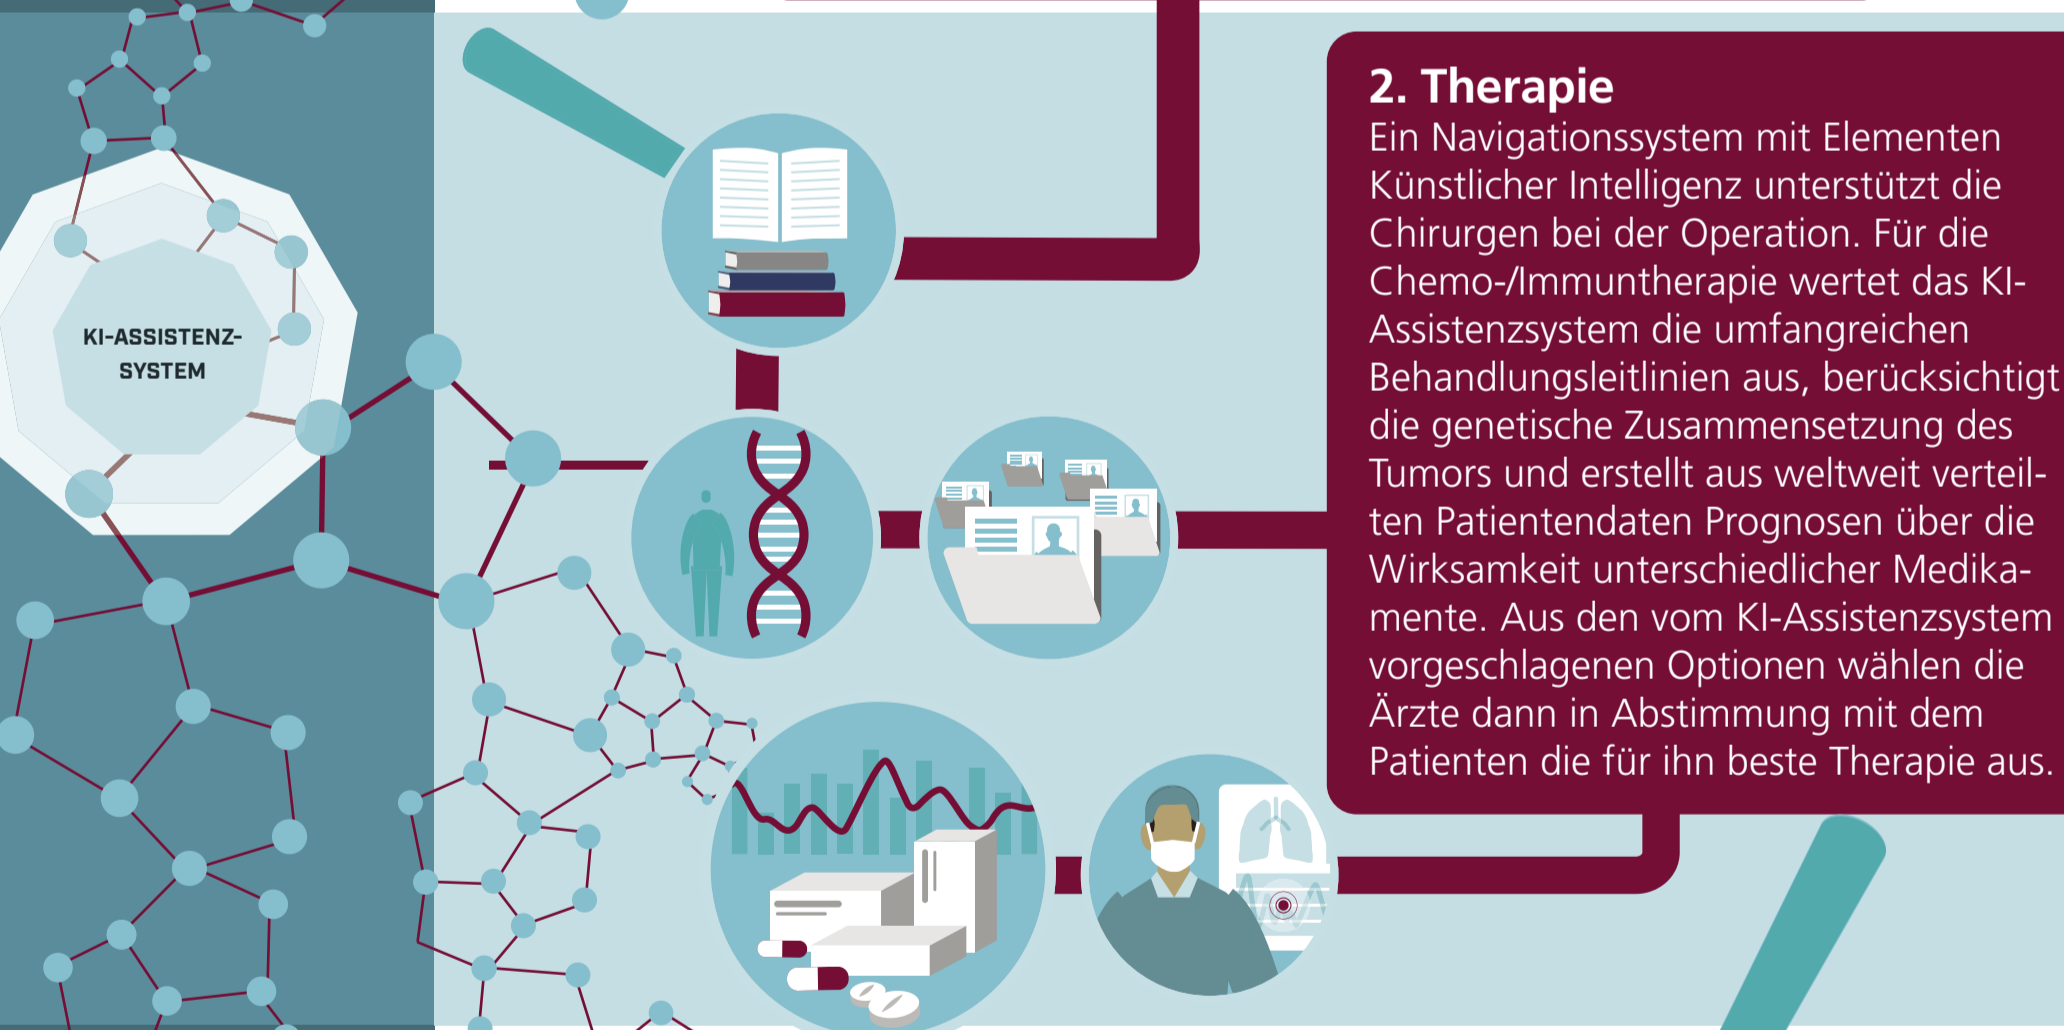 KI-ASSISTENZ-
SYSTEM
2. Therapie
Ein Navigationssystem mit Elementen
Künstlicher Intelligenz unterstützt die
Chirurgen bei der Operation. Für die
Chemo-/Immuntherapie wertet das KI-
Assistenzsystem die umfangreichen
Behandlungsleitlinien aus, berücksichtigt
die genetische Zusammensetzung des
Tumors und erstellt aus weltweit verteil-
ten Patientendaten Prognosen über die
Wirksamkeit unterschiedlicher Medika-
mente. Aus den vom KI-Assistenzsystem
vorgeschlagenen Optionen wählen die
Ärzte dann in Abstimmung mit dem
Patienten die für ihn beste Therapie aus.